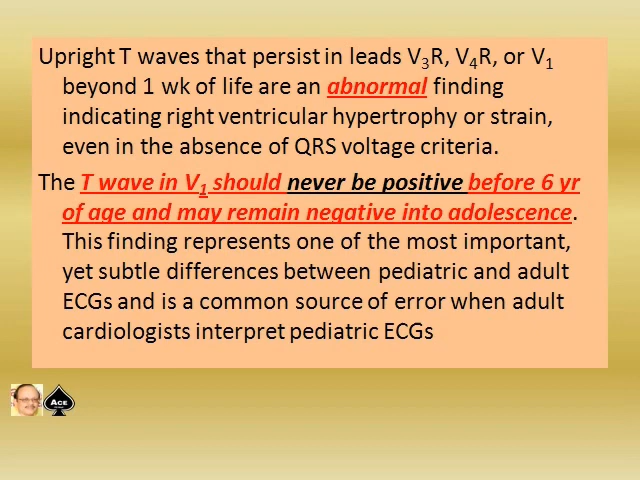 Upright T waves that persist in leads V3R, V4R, or V1
beyond 1 wk of life are an abnormal finding
indicating right ventricular hypertrophy or strain,
even in the absence of QRS voltage criteria.
The T wave in V1 should never be positive before 6 yr
of age and may remain negative into adolescence.
This finding represents one of the most important,
yet subtle differences between pediatric and adult
ECGs and is a common source of error when adult
cardiologists interpret pediatric ECGs
ACE